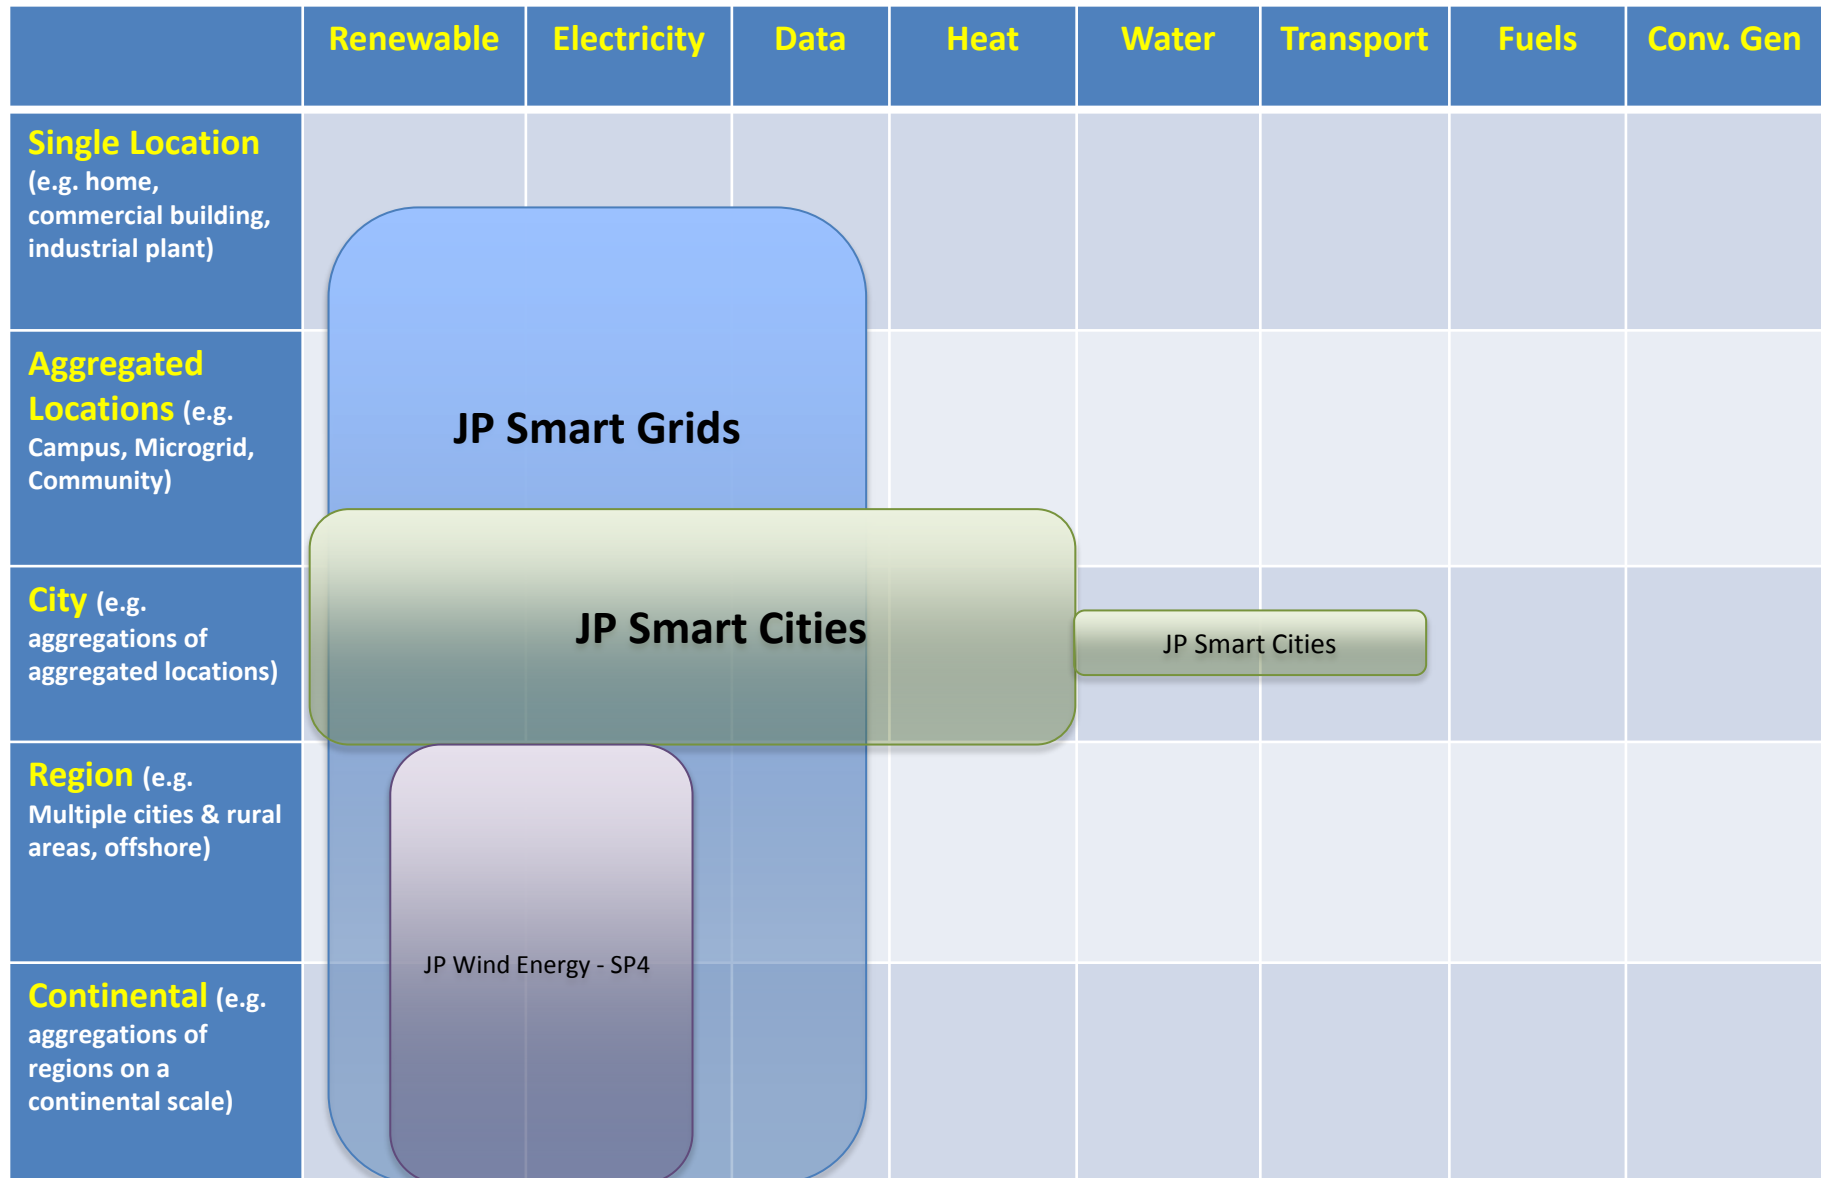 Renewable Electricity Data Heat Water Transport Fuels Conv. Gen
Single Location
(e.g. home,
commercial building,
industrial plant)
Aggregated
Locations (e.g.
Campus, Microgrid,
Community)
JP Smart Grids
City (e.g.
aggregations of
aggregated locations)
JP Smart Cities
JP Smart Cities
Region (e.g.
Multiple cities & rural
areas, offshore)
JP Wind Energy - SP4
Continental (e.g.
aggregations of
regions on a
continental scale)